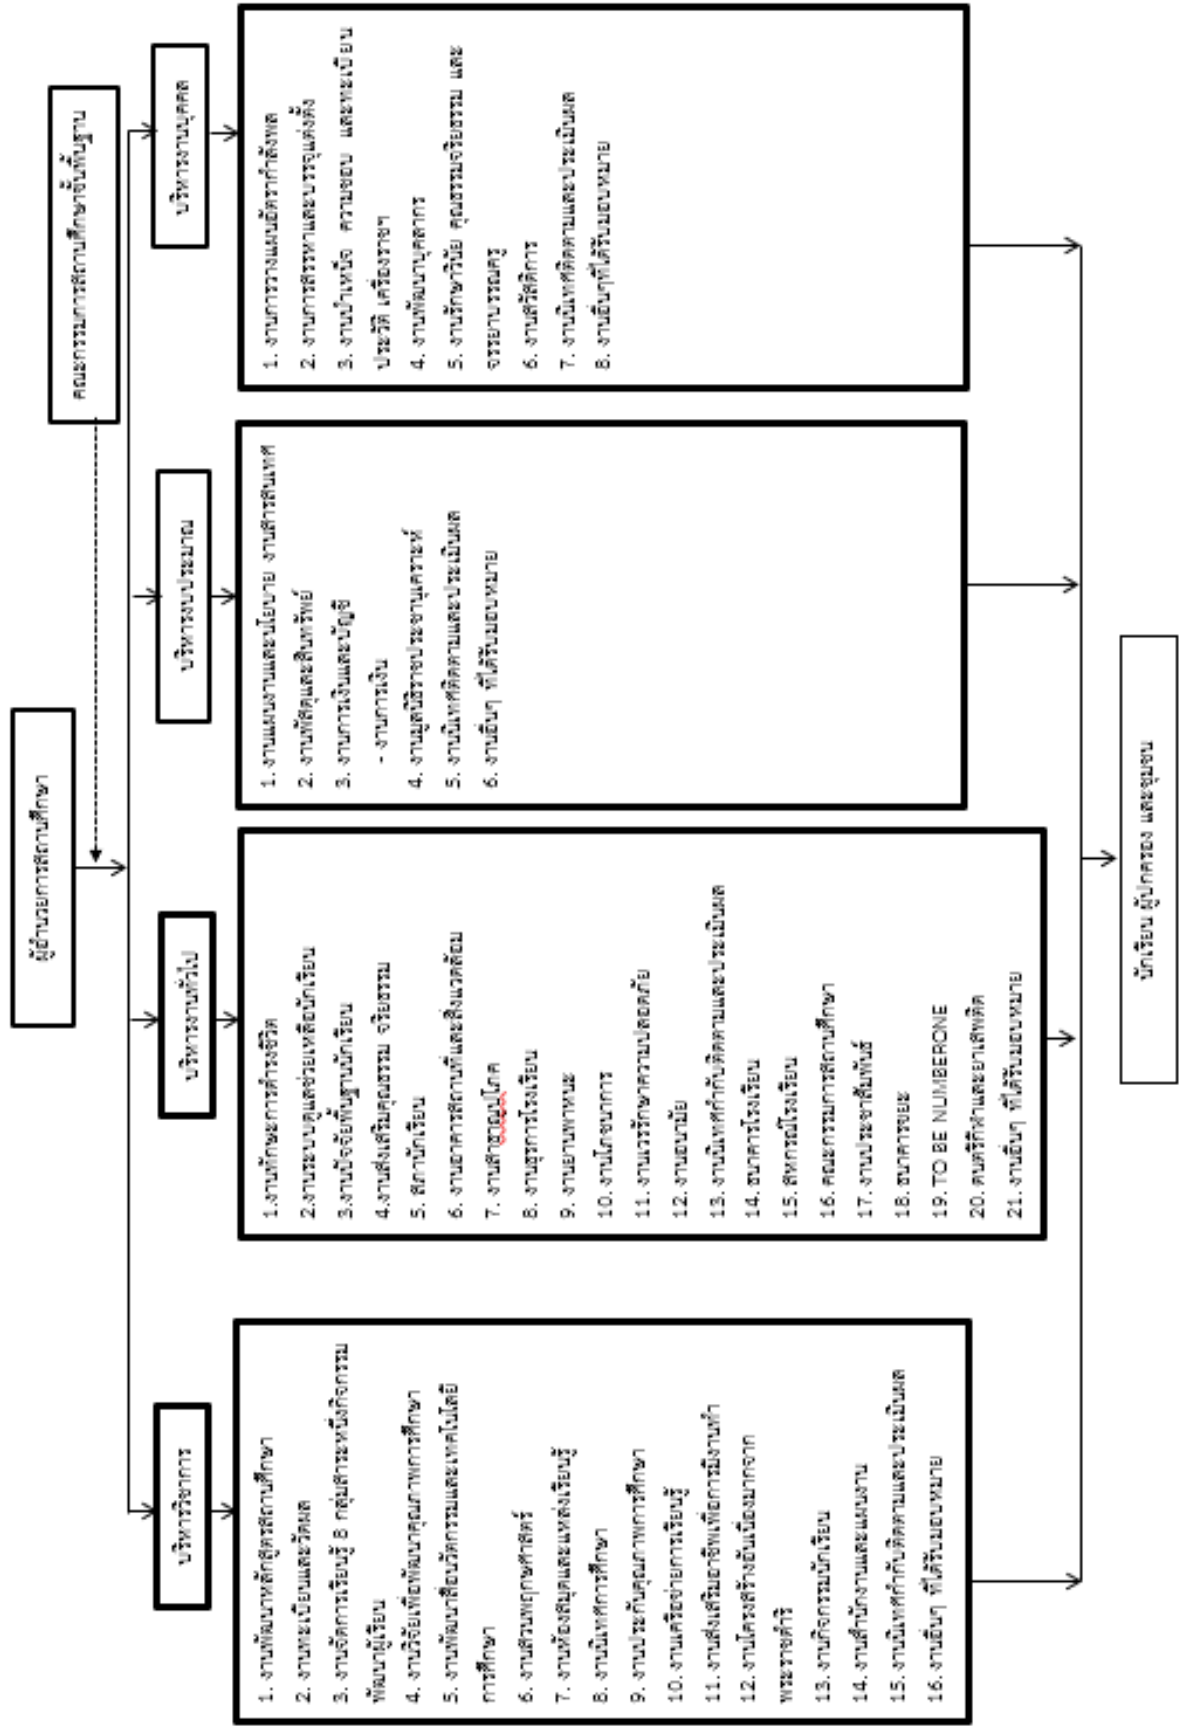 ผู้อำนวยการสถานศึกษา
คณะกรรมการสถานศึกษาขั้นพื้นฐาน
บริหารวิชาการ
1. งานพัฒนาหลักสูตรสถานศึกษา
2. งานทะเบียนและวัดผล
3. งานจัดการเรียนรู้ 8 กลุ่มสาระหนึ่งกิจกรรม
พัฒนาผู้เรียน
4. งานวิจัยเพื่อพัฒนาคุณภาพการศึกษา
5. งานพัฒนาสื่อนวัตกรรมและเทคโนโลยี
การศึกษา
6. งานสวนพฤกษศาสตร์
7. งานห้องสมุดและแหล่งเรียนรู้
8. งานนิเทศการศึกษา
9. งานประกันคุณภาพการศึกษา
10. งานเครือข่ายการเรียนรู้
11. งานส่งเสริมอาชีพเพื่อการมีงานทำ
12. งานโครงสร้างอันเนื่องมากจาก
พระราชดำริ
13. งานกิจกรรมนักเรียน
14. งานสำนักงานและแผนงาน
15. งานนิเทศกำกับติดตามและประเมินผล
16. งานอื่นๆ ที่ได้รับมอบหมาย
บริหารงานทั่วไป
1.งานทักษะการดำรงชีวิต
2.งานระบบดูแลช่วยเหลือนักเรียน
3.งานปัจจัยพื้นฐานนักเรียน
4.งานส่งเสริมคุณธรรม จริยธรรม
5. สภานักเรียน
6. งานอาคารสถานที่และสิ่งแวดล้อม
7. งานสาธาณปโภค
8. งานธุรการโรงเรียน
9. งานยานพาหนะ
10. งานโภชนาการ
11. งานเวรรักษาความปลอดภัย
12. งานอนามัย
13. งานนิเทศกำกับติดตามและประเมินผล
14. ธนาคารโรงเรียน
15. สหกรณ์โรงเรียน
16. คณะกรรมการสถานศึกษา
17. งานประชาสัมพันธ์
18. ธนาคารขยะ
19. TO BE NUMBERONE
20. ดนตรีกีฬาและยาเสพติด
21. งานอื่นๆ ที่ได้รับมอบหมาย
บริหารงบประมาณ
1. งานแผนงานและนโยบาย งานสารสนเทศ
2. งานพัสดุและสินทรัพย์
3. งานการเงินและบัญชี
- งานการเงิน
4. งานมูลนิธิราชประชานุเคราะห์
5. งานนิเทศติดตามและประเมินผล
6. งานอื่นๆ ที่ได้รับมอบหมาย
บริหารงานบุคคล
1. งานการวางแผนอัตรากำลังพล
2. งานการสรรหาและบรรจุแต่งตั้ง
3. งานบำเหน็จ ความชอบ และทะเบียน
ประวัติ เครื่องราชฯ
4. งานพัฒนาบุคลากร
5. งานรักษาวินัย คุณธรรมจริยธรรม และ
จรรยาบรรณครู
6. งานสวัสดิการ
7. งานนิเทศติดตามและประเมินผล
8. งานอื่นๆที่ได้รับมอบหมาย
นักเรียน ผู้ปกครอง และชุมชน